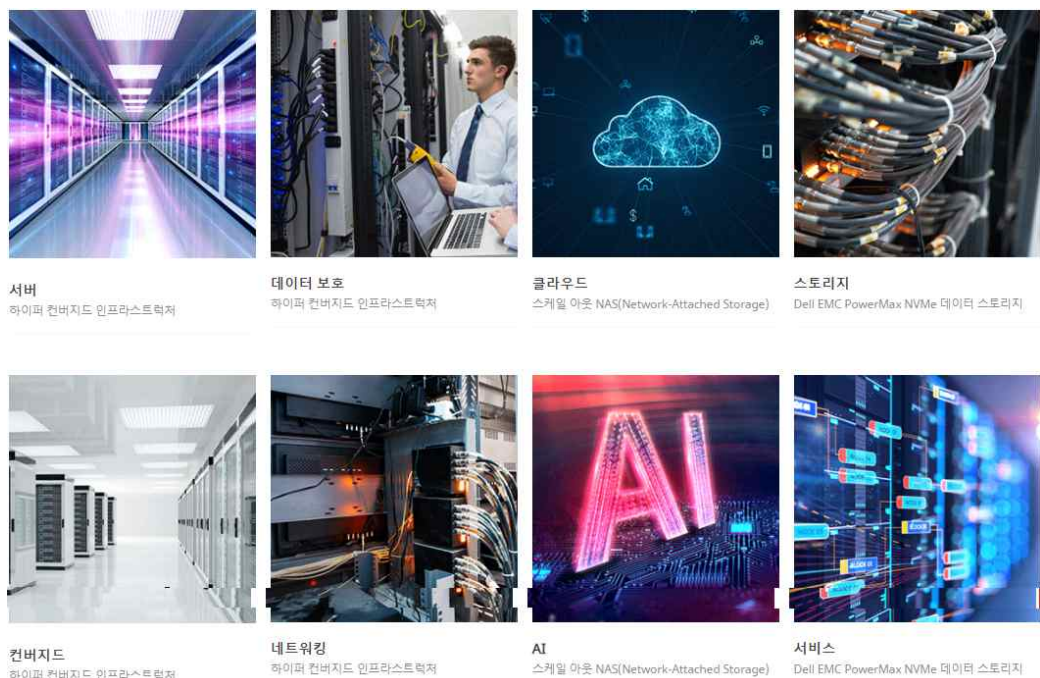 서버
하이퍼 컨버지드 인프라스트럭처
데이터 보호
하이퍼 컨버지드 인프라스트럭처
클라우드
스케일 아웃 NAS(Network-Attached Storage)
스토리지
Dell EMC PowerMax NVMe 데이터 스토리지
AI
컨버지드
하이퍼 컨버지드 인프라스트럭처
네트워킹
하이퍼 컨버지드 인프라스트럭처
AI
스케일 아웃 NAS(Network-Attached Storage)
서비스
Dell EMC PowerMax NVMe 데이터 스토리지